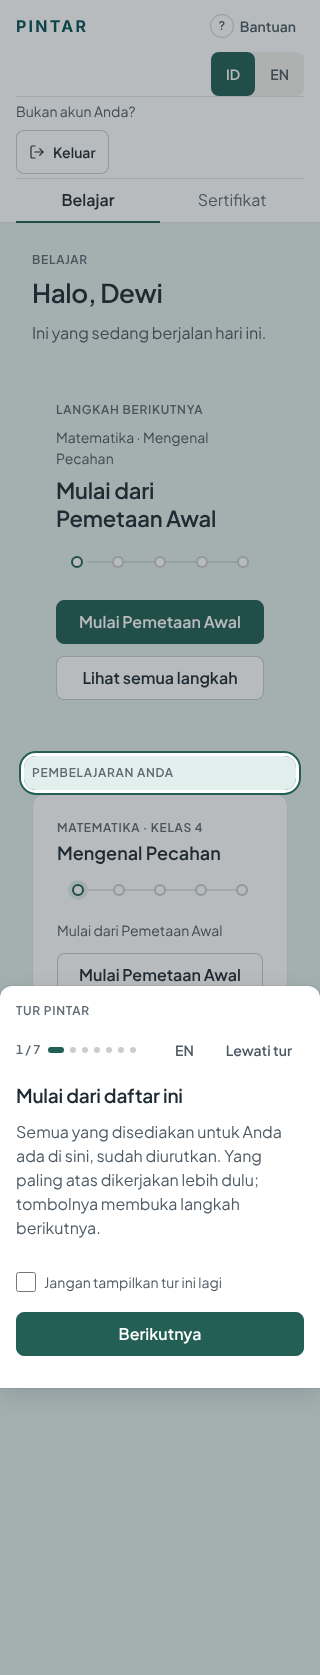 PINTAR
? Bantuan
ID EN
Bukan akun Anda?
Keluar
Belajar Sertifikat
BELAJAR
Halo, Dewi
Ini yang sedang berjalan hari ini.
LANGKAH BERIKUTNYA
Matematika · Mengenal
Pecahan
Mulai dari
Pemetaan Awal
Mulai Pemetaan Awal
Lihat semua langkah
PEMBELAJARAN ANDA
MATEMATIKA · KELAS 4
Mengenal Pecahan
Mulai dari Pemetaan Awal
Mulai Pemetaan Awal
TUR PINTAR
1 / 7 EN Lewati tur
Mulai dari daftar ini
Semua yang disediakan untuk Anda
ada di sini, sudah diurutkan. Yang
paling atas dikerjakan lebih dulu;
tombolnya membuka langkah
berikutnya.
Jangan tampilkan tur ini lagi
Berikutnya